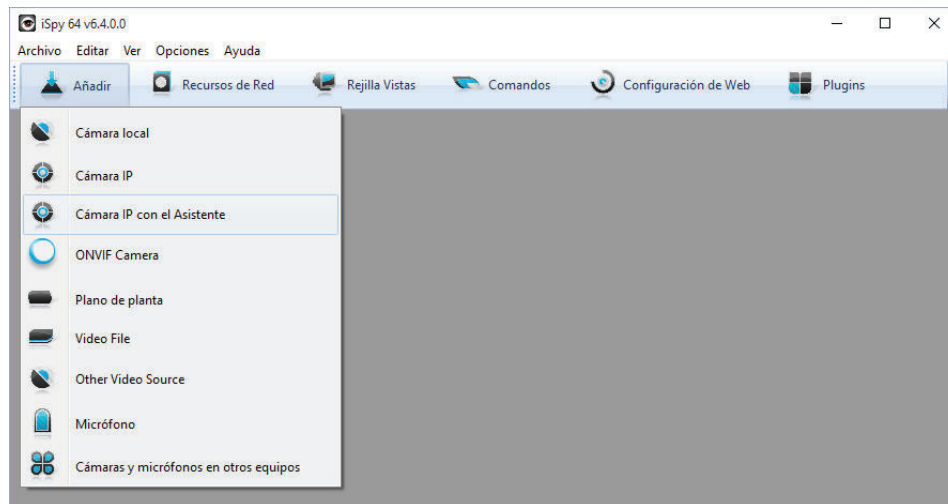 iSpy 64 v6.4.0.0
Archivo Editar Ver Opciones Ayuda
Añadir Recursos de Red Rejilla Vistas Comandos Configuración de Web Plugins
Cámara local
Cámara IP
Cámara IP con el Asistente
ONVIF Camera
Plano de planta
Video File
Other Video Source
Micrófono
Cámaras y micrófonos en otros equipos